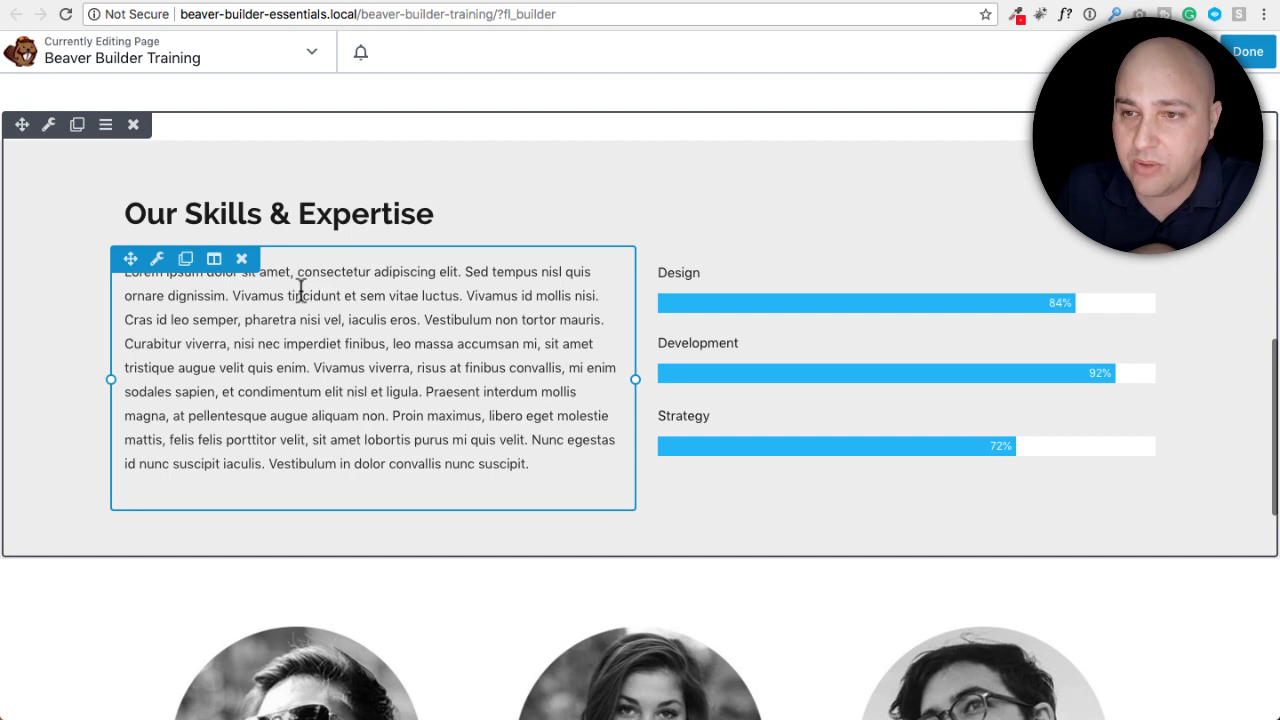 Not Secure
beaver-builder-essentials.local/beaver-builder-training/?fl_builder
f?
S
Currently Editing Page
Beaver Builder Training
Done
Our Skills & Expertise
Lorem ipsum dolor sit amet, consectetur adipiscing elit. Sed tempus nisl quis
ornare dignissim. Vivamus tincidunt et sem vitae luctus. Vivamus id mollis nisi.
Cras id leo semper, pharetra nisi vel, iaculis eros. Vestibulum non tortor mauris.
Curabitur viverra, nisi nec imperdiet finibus, leo massa accumsan mi, sit amet
tristique augue velit quis enim. Vivamus viverra, risus at finibus convallis, mi enim
sodales sapien, et condimentum elit nisl et ligula. Praesent interdum mollis
magna, at pellentesque augue aliquam non. Proin maximus, libero eget molestie
mattis, felis felis porttitor velit, sit amet lobortis purus mi quis velit. Nunc egestas
id nunc suscipit iaculis. Vestibulum in dolor convallis nunc suscipit.
Design
84%
Development
92%
Strategy
72%